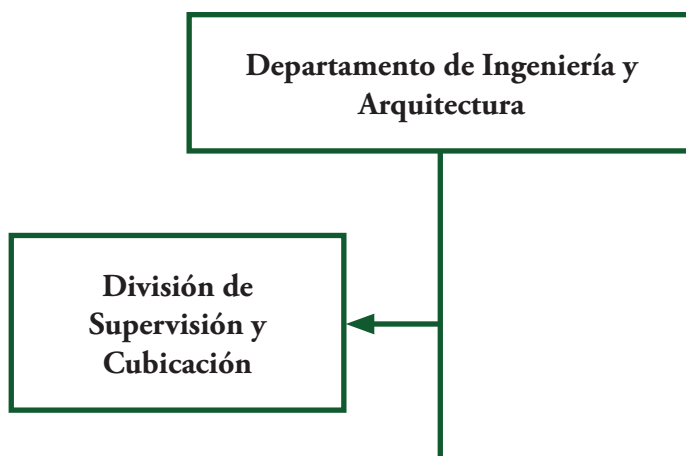 Departamento de Ingeniería y
Arquitectura
División de
Supervisión y
Cubicación